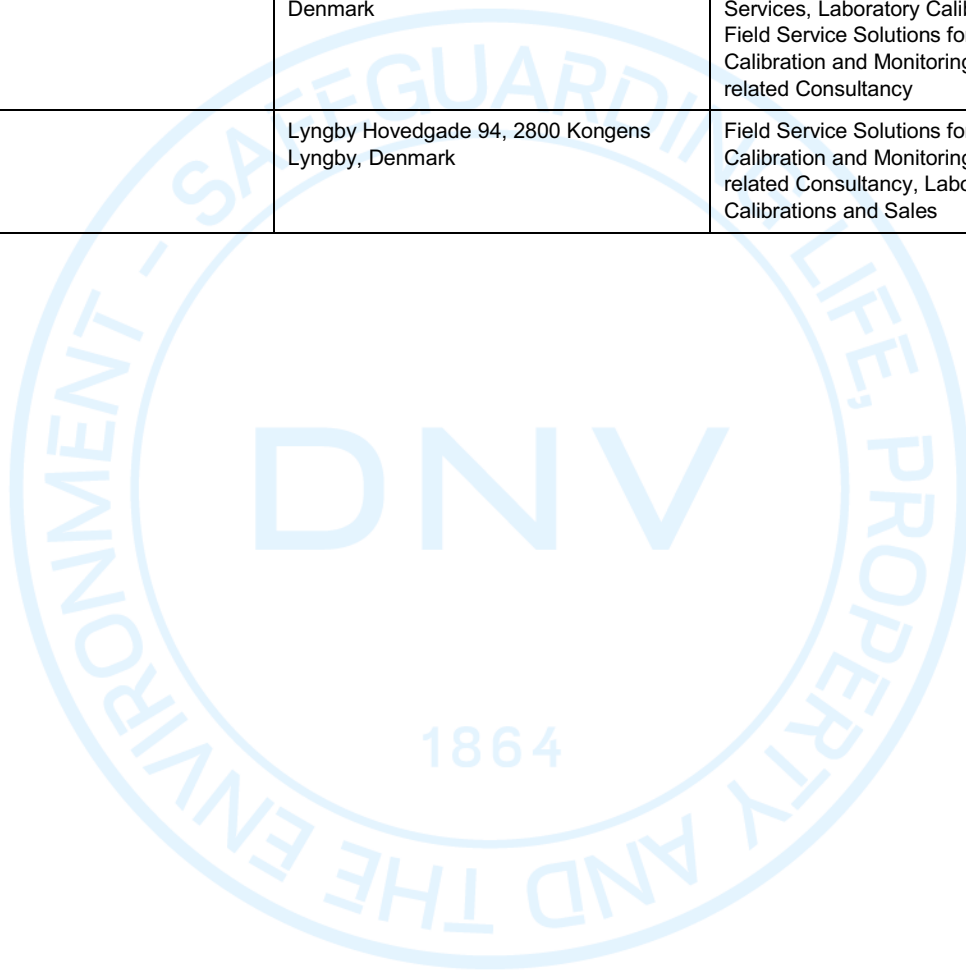 Denmark
Services, Laboratory Cali
Field Service Solutions fo
Calibration and Monitoring
related Consultancy
Lyngby Hovedgade 94, 2800 Kongens
Lyngby, Denmark
Field Service Solutions fo
Calibration and Monitoring
related Consultancy, Labo
Calibrations and Sales
SAFEGUARDING LIFE, PROPERTY AND THE ENVIRONMENT -
DNV
1864